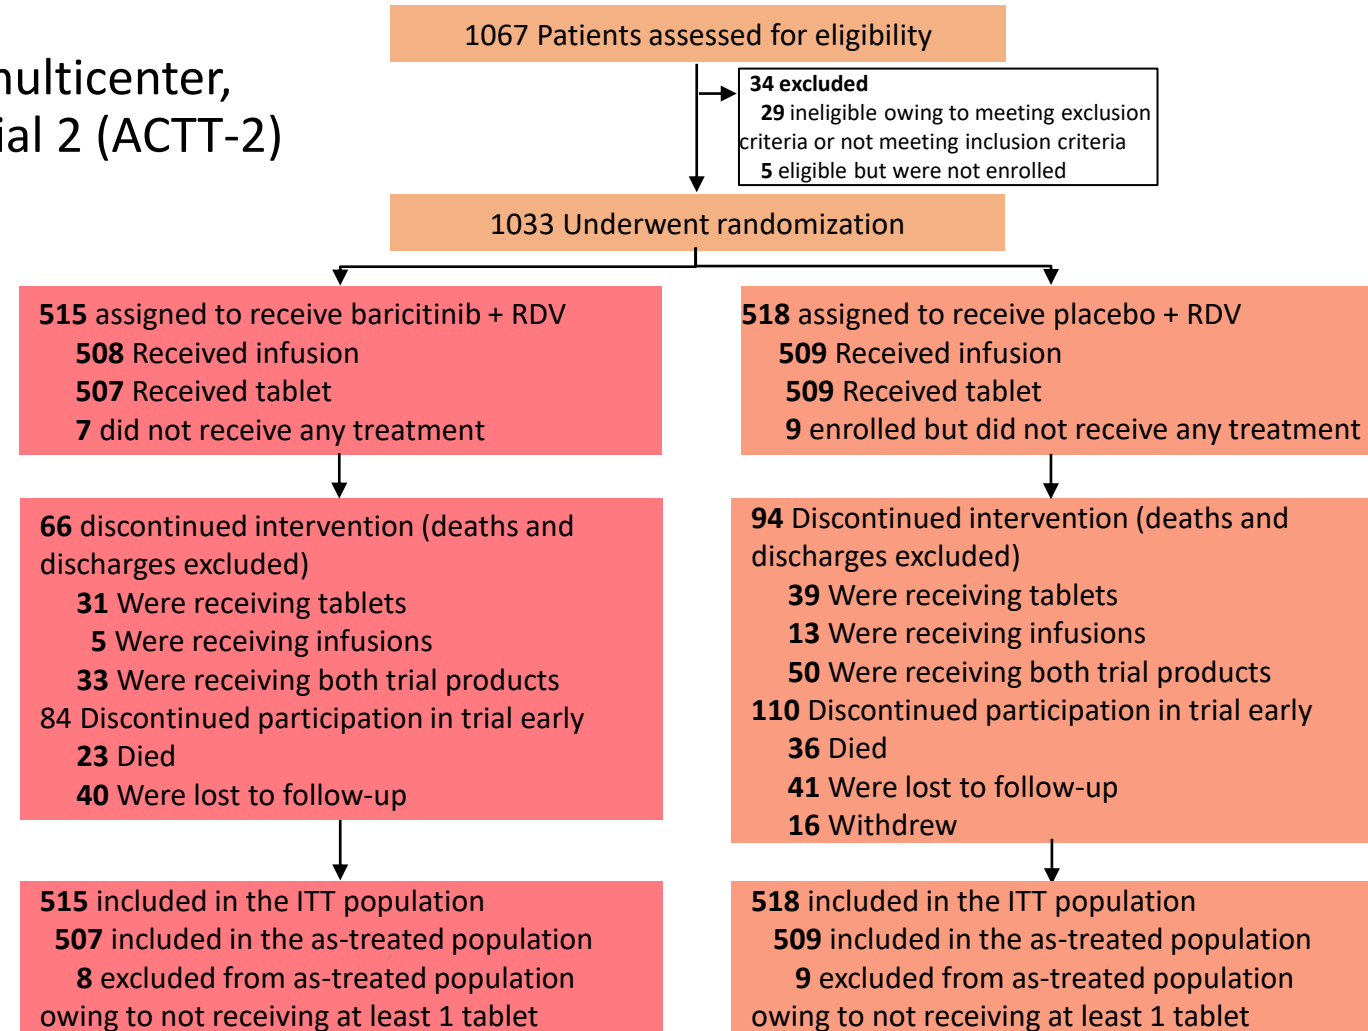 1067 Patients assessed for eligibility
nulticenter,
ial 2 (ACTT-2)
34 excluded
29 ineligible owing to meeting exclusion
criteria or not meeting inclusion criteria
5 eligible but were not enrolled
1033 Underwent randomization
515 assigned to receive baricitinib + RDV
508 Received infusion
507 Received tablet
7 did not receive any treatment
518 assigned to receive placebo + RDV
509 Received infusion
509 Received tablet
9 enrolled but did not receive any treatment
66 discontinued intervention (deaths and
discharges excluded)
31 Were receiving tablets
5 Were receiving infusions
33 Were receiving both trial products
84 Discontinued participation in trial early
23 Died
40 Were lost to follow-up
94 Discontinued intervention (deaths and
discharges excluded)
39 Were receiving tablets
13 Were receiving infusions
50 Were receiving both trial products
110 Discontinued participation in trial early
36 Died
41 Were lost to follow-up
16 Withdrew
515 included in the ITT population
507 included in the as-treated population
8 excluded from as-treated population
owing to not receiving at least 1 tablet
518 included in the ITT population
509 included in the as-treated population
9 excluded from as-treated population
owing to not receiving at least 1 tablet